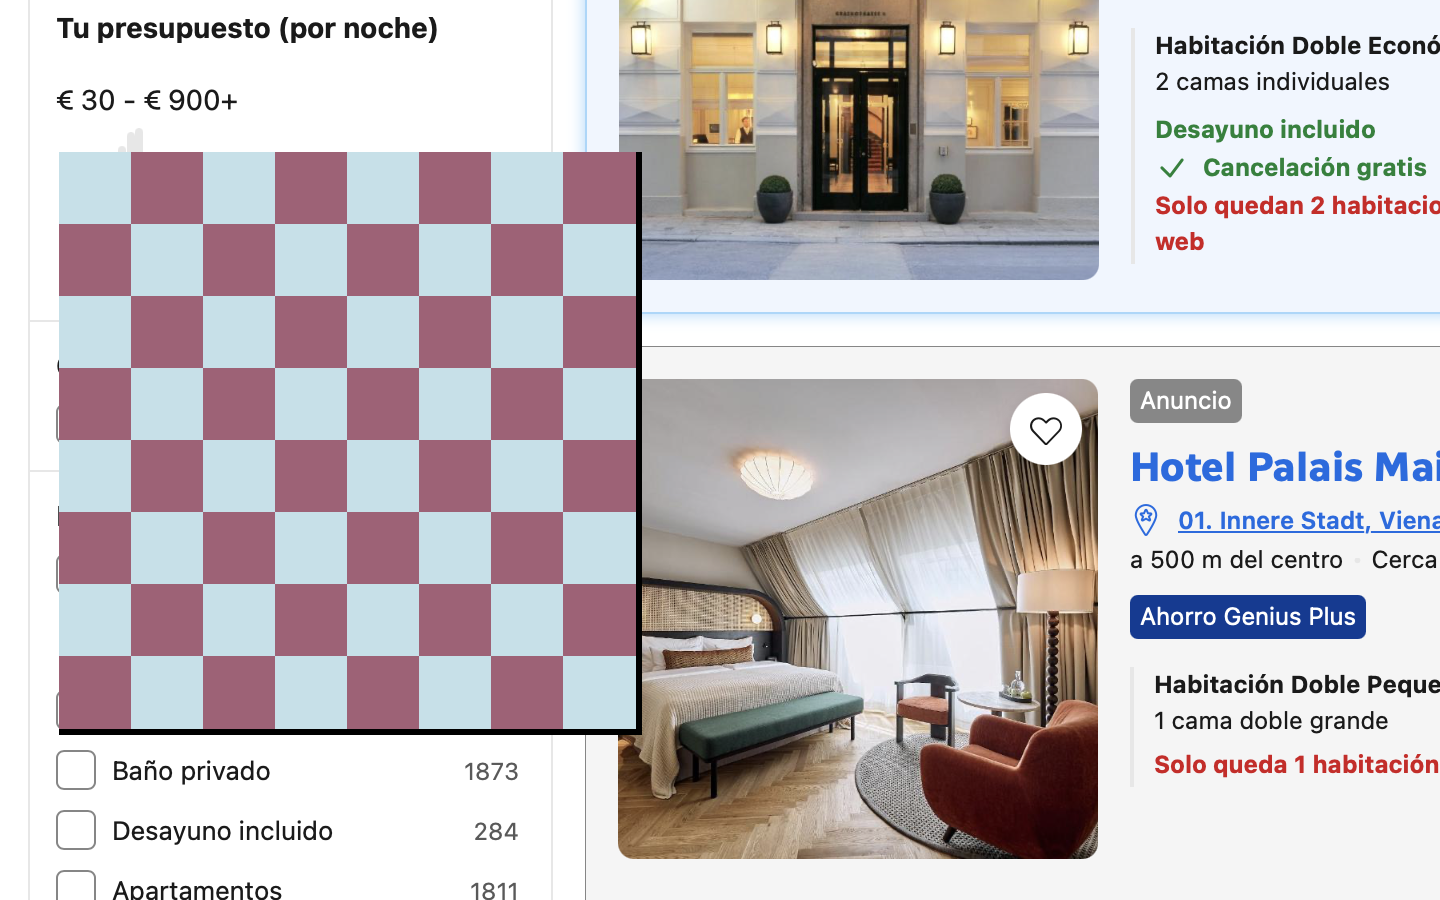 Tu presupuesto (por noche)
€ 30 - € 900+
Baño privado 1873
Desayuno incluido 284
Apartamentos 1811
Habitación Doble Econó
2 camas individuales
Desayuno incluido
Cancelación gratis
Solo quedan 2 habitacio
web
Anuncio
Hotel Palais Mai
01. Innere Stadt, Viena
a 500 m del centro · Cerca
Ahorro Genius Plus
Habitación Doble Peque
1 cama doble grande
Solo queda 1 habitación